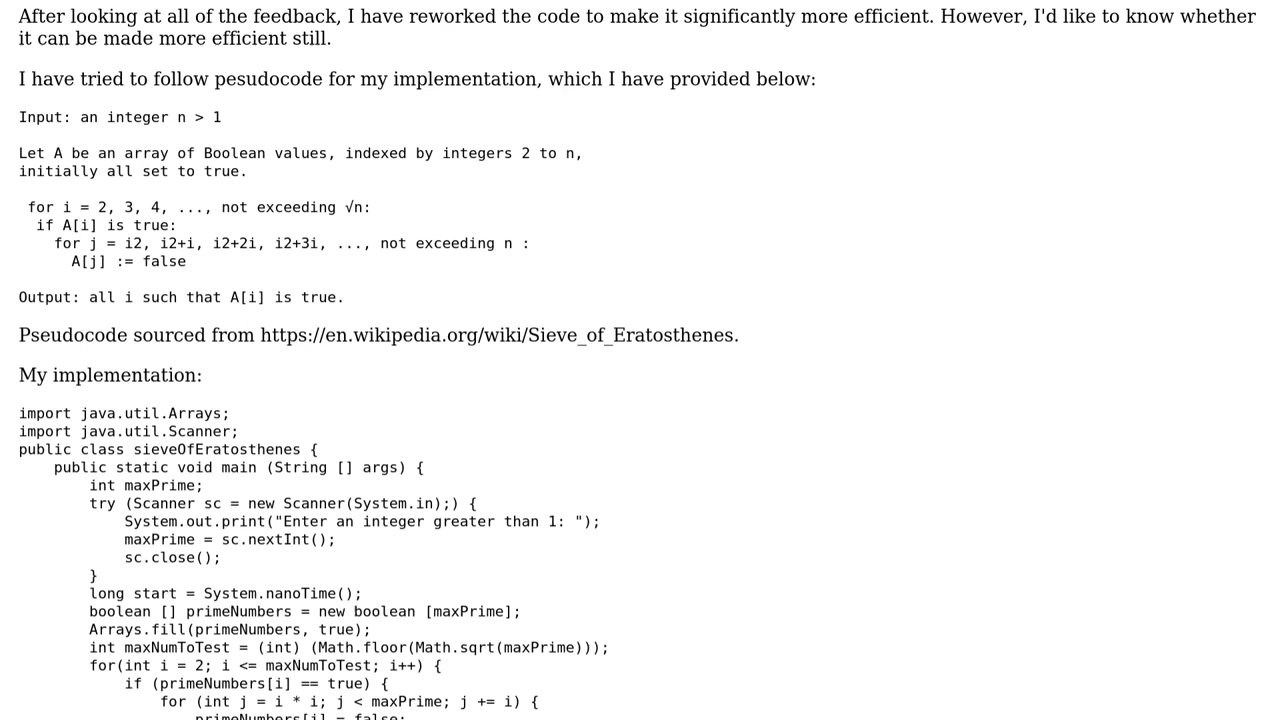 After looking at all of the feedback, I have reworked the code to make it significantly more efficient. However, I'd like to know whether
it can be made more efficient still.
I have tried to follow pesudocode for my implementation, which I have provided below:
Input: an integer n > 1
Let A be an array of Boolean values, indexed by integers 2 to n,
initially all set to true.
for i = 2, 3, 4, ..., not exceeding √n:
if A[i] is true:
for j = i2, i2+i, i2+2i, i2+3i, ..., not exceeding n :
A[j] := false
Output: all i such that A[i] is true.
Pseudocode sourced from https://en.wikipedia.org/wiki/Sieve_of_Eratosthenes.
My implementation:
import java.util.Arrays;
import java.util.Scanner;
public class sieveOfEratosthenes {
public static void main (String [] args) {
int maxPrime;
try (Scanner sc = new Scanner(System.in);) {
System.out.print("Enter an integer greater than 1: ");
maxPrime = sc.nextInt();
sc.close();
}
long start = System.nanoTime();
boolean [] primeNumbers = new boolean [maxPrime];
Arrays.fill(primeNumbers, true);
int maxNumToTest = (int) (Math.floor(Math.sqrt(maxPrime)));
for(int i = 2; i <= maxNumToTest; i++) {
if (primeNumbers[i] == true) {
for (int j = i * i; j < maxPrime; j += i) {
primeNumbers[j] = false;